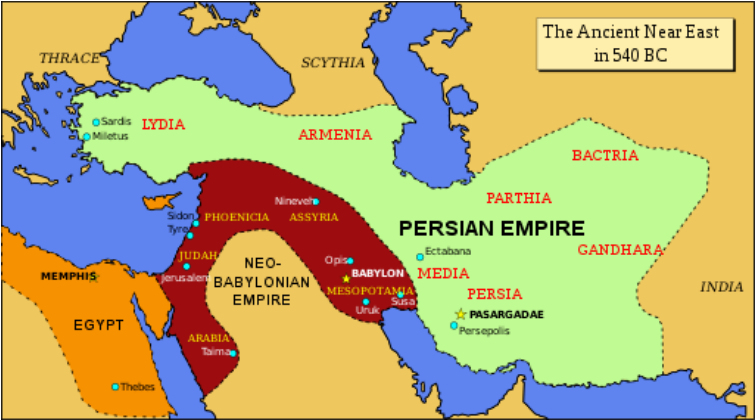 The Ancient Near East
in 540 BC
THRACE
SCYTHIA
Sardis
LYDIA
Miletus
ARMENIA
BACTRIA
PARTHIA
Nineveh
Sidon
PHOENICIA
ASSYRIA
Tyre
PERSIAN EMPIRE
GANDHARA
JUDAH
Opis
Ectabana
NEO-
BABYLONIAN
EMPIRE
MEMPHIS
Jerusalem
BABYLON
MEDIA
INDIA
MESOPOTAMIA
PERSIA
Susa
Uruk
PASARGADAE
EGYPT
Persepolis
ARABIA
Taima
Thebes